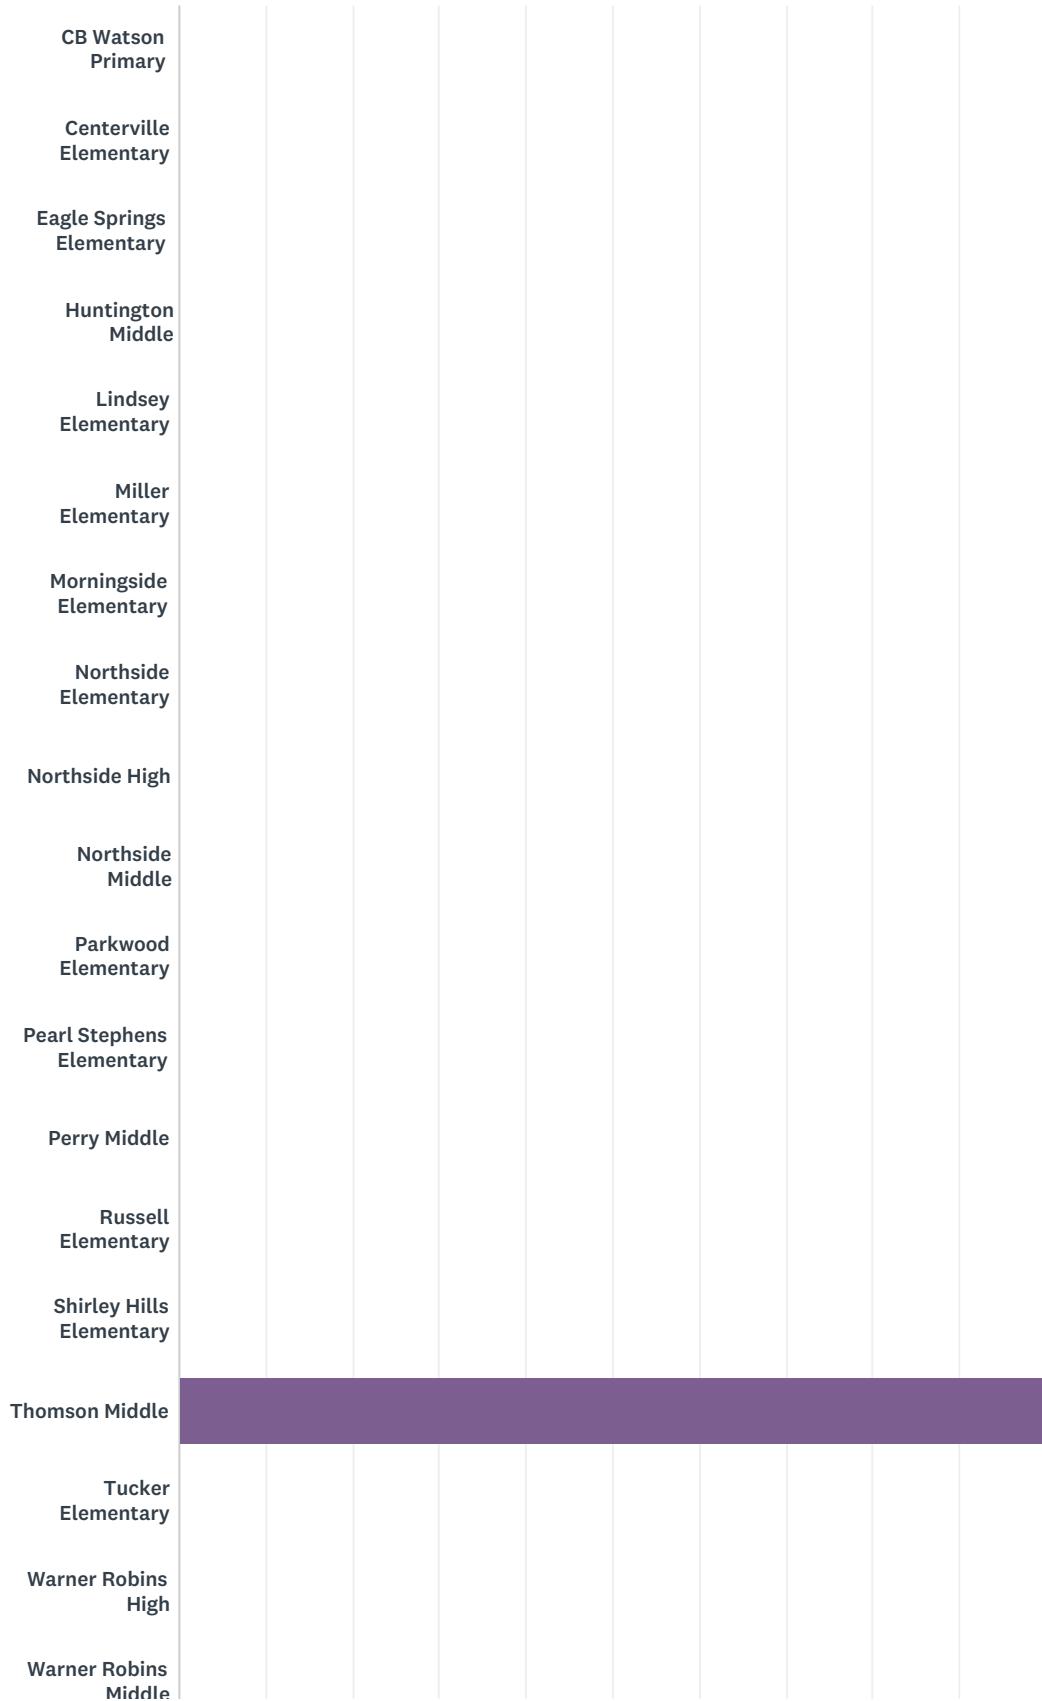 CB Watson
Primary
Centerville
Elementary
Eagle Springs
Elementary
Huntington
Middle
Lindsey
Elementary
Miller
Elementary
Morningside
Elementary
Northside
Elementary
Northside High
Northside
Middle
Parkwood
Elementary
Pearl Stephens
Elementary
Perry Middle
Russell
Elementary
Shirley Hills
Elementary
Thomson Middle
Tucker
Elementary
Warner Robins
High
Warner Robins
Middle